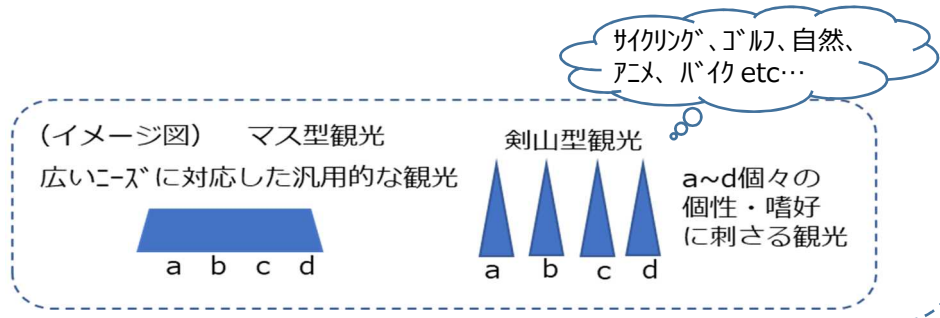 ｻｲｸﾘﾝｸﾞ、ｺﾞﾙﾌ、自然、
ｱﾆﾒ、ﾊﾞｲｸ etc…
（イメージ図）　マス型観光
広いﾆｰｽﾞに対応した汎用的な観光
a b c d
剣山型観光
a b c d
a~d個々の
個性・嗜好
に刺さる観光